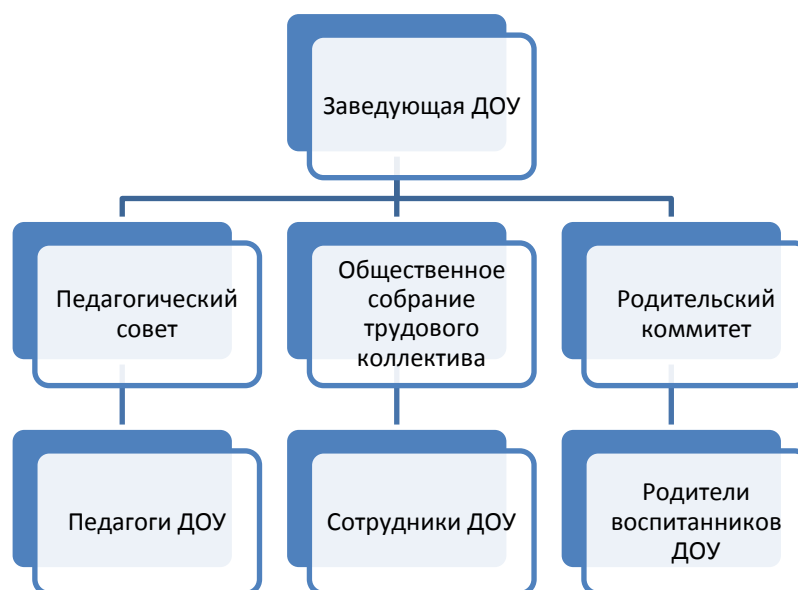 Заведующая ДОУ
Педагогический
совет
Общественное
собрание
трудового
коллектива
Родительский
коммитет
Педагоги ДОУ
Сотрудники ДОУ
Родители
воспитанников
ДОУ